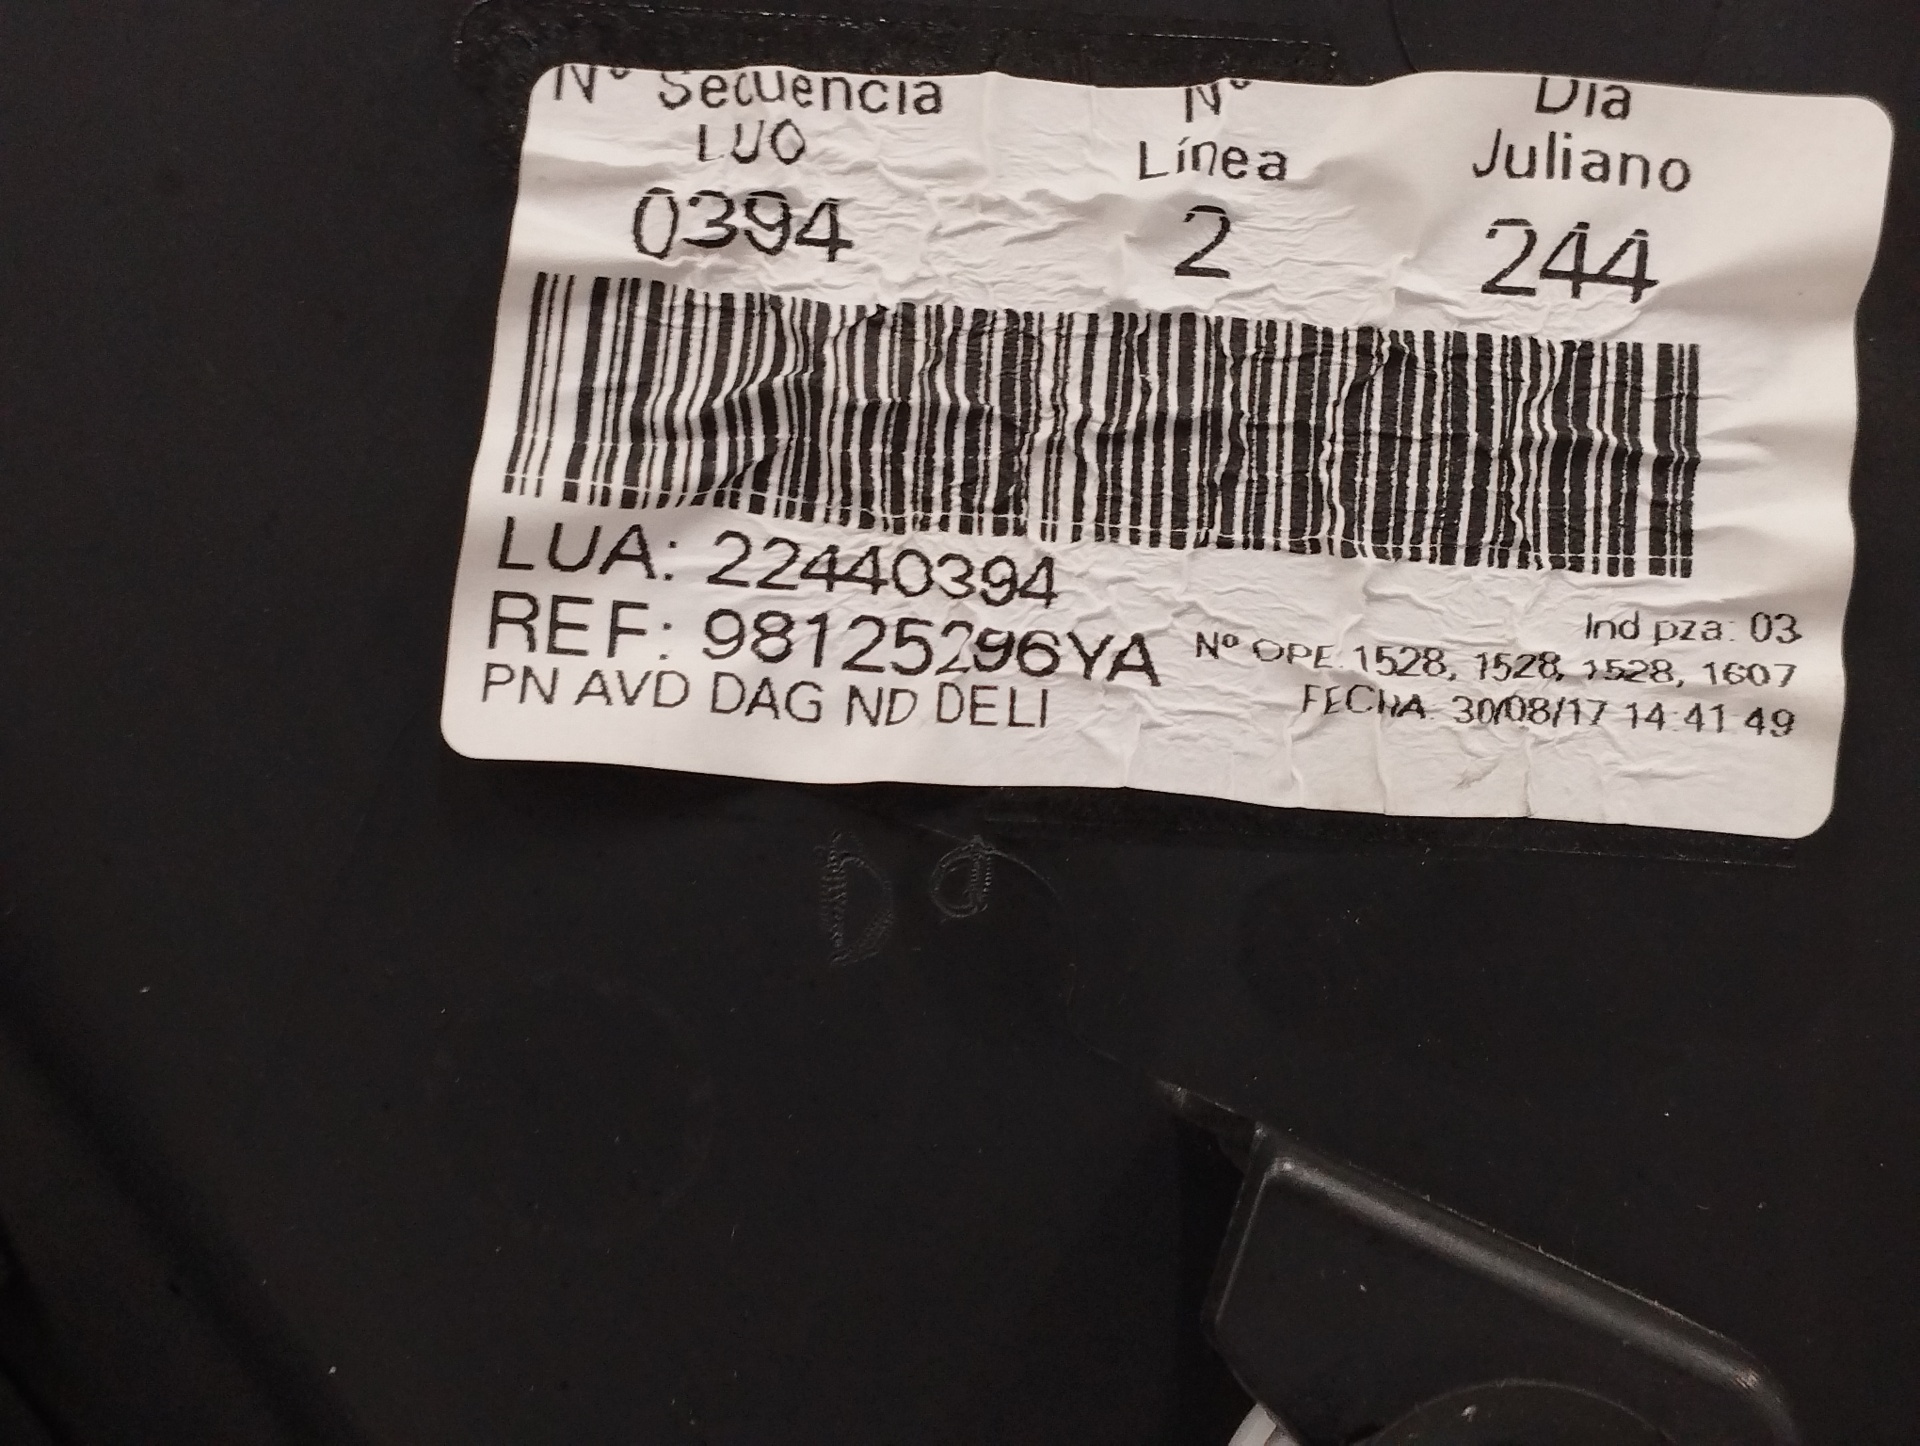 Nº Secuencia Nº Día
LUO Línea Juliano
0394 2 244
LUA: 22440394
Ind pza: 03
REF: 98125296YA Nº OPE: 1528, 1528, 1528, 1607
PN AVD DAG ND DELI FECHA: 30/08/17 14:41:49